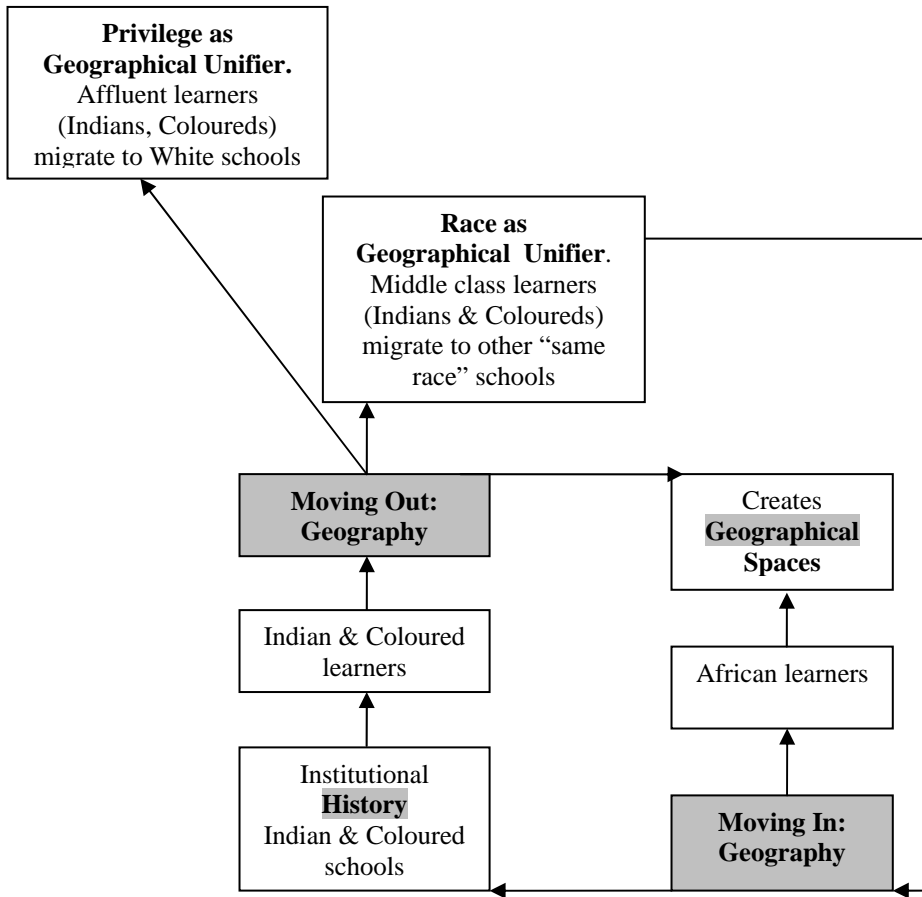 Privilege as
Geographical Unifier.
Affluent learners
(Indians, Coloureds)
migrate to White schools
Race as
Geographical Unifier.
Middle class learners
(Indians & Coloureds)
migrate to other “same
race” schools
Moving Out:
Geography
Creates
Geographical
Spaces
Indian & Coloured
learners
African learners
Institutional
History
Indian & Coloured
schools
Moving In:
Geography